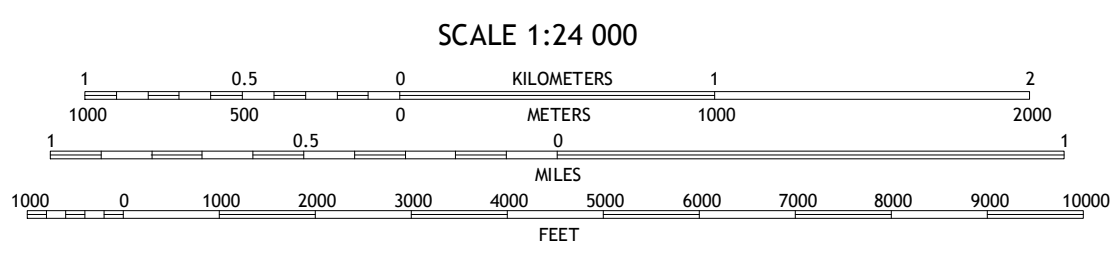 SCALE 1:24 000
1 0.5 0 KILOMETERS 1 2
1000 500 0 METERS 1000 2000
1 0.5 0 1
MILES
1000 0 1000 2000 3000 4000 5000 6000 7000 8000 9000 10000
FEET